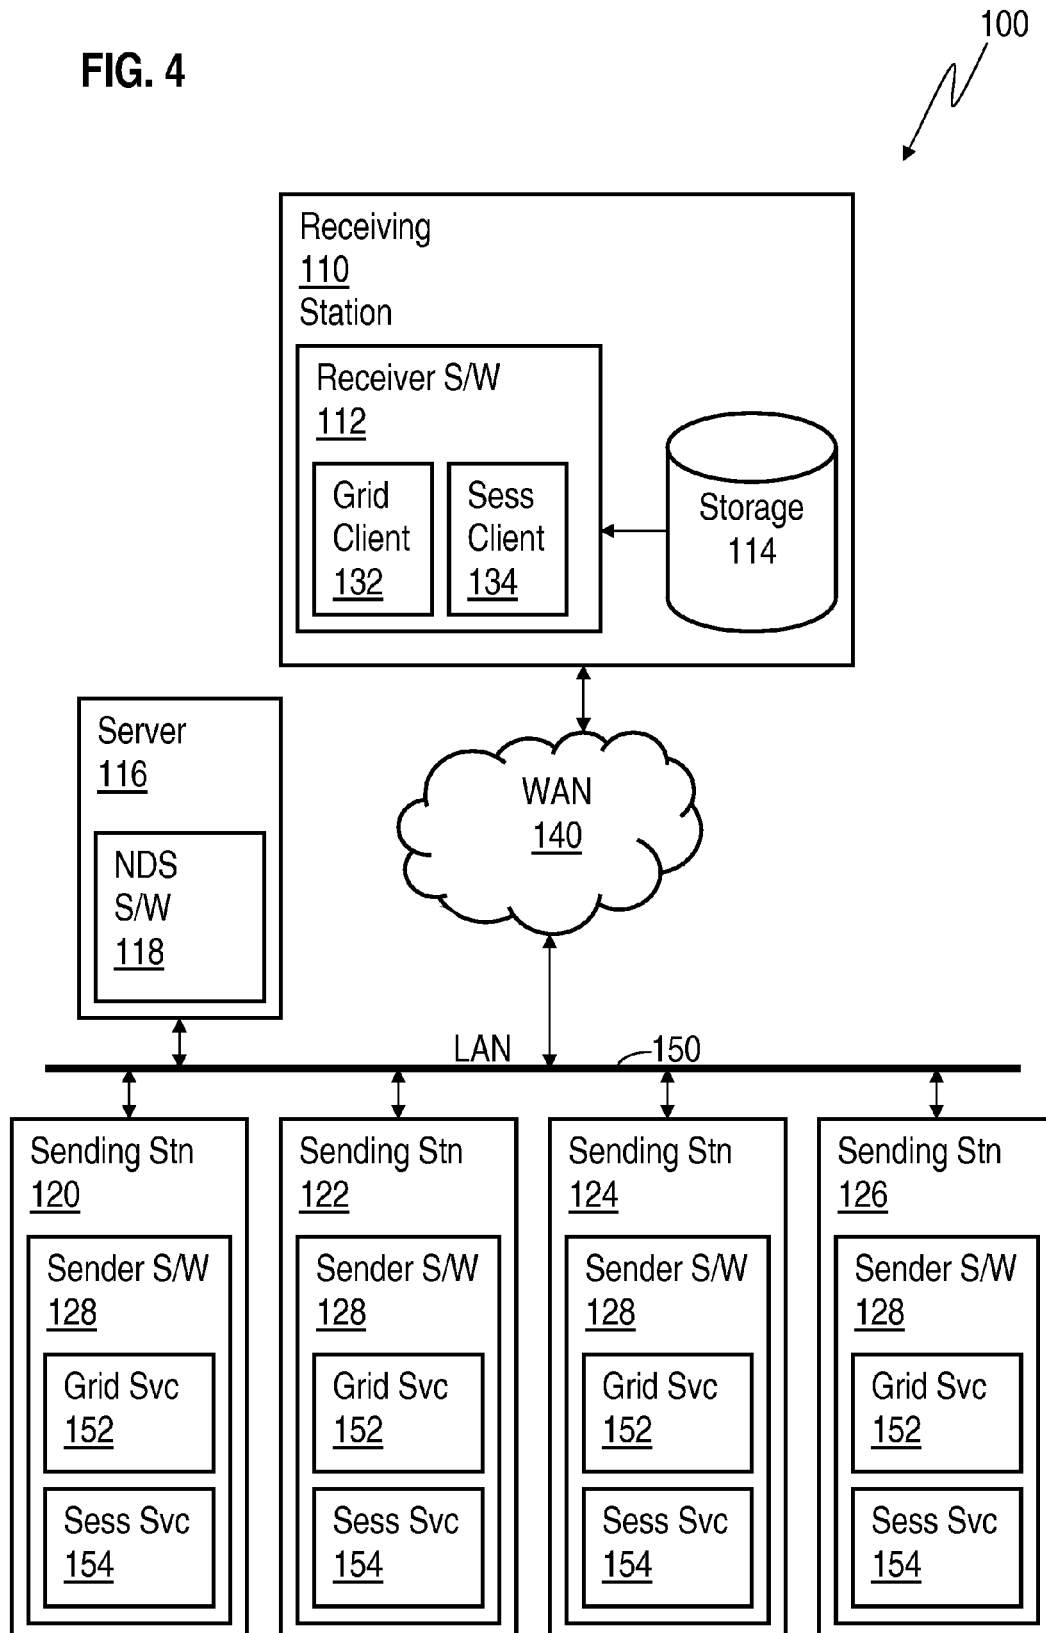 100
FIG. 4
Receiving
110
Station
Receiver S/W
112
Grid
Client
132
Sess
Client
134
Storage
114
Server
116
NDS
S/W
118
WAN
140
LAN
150
Sending Stn
120
Sender S/W
128
Grid Svc
152
Sess Svc
154
Sending Stn
122
Sender S/W
128
Grid Svc
152
Sess Svc
154
Sending Stn
124
Sender S/W
128
Grid Svc
152
Sess Svc
154
Sending Stn
126
Sender S/W
128
Grid Svc
152
Sess Svc
154